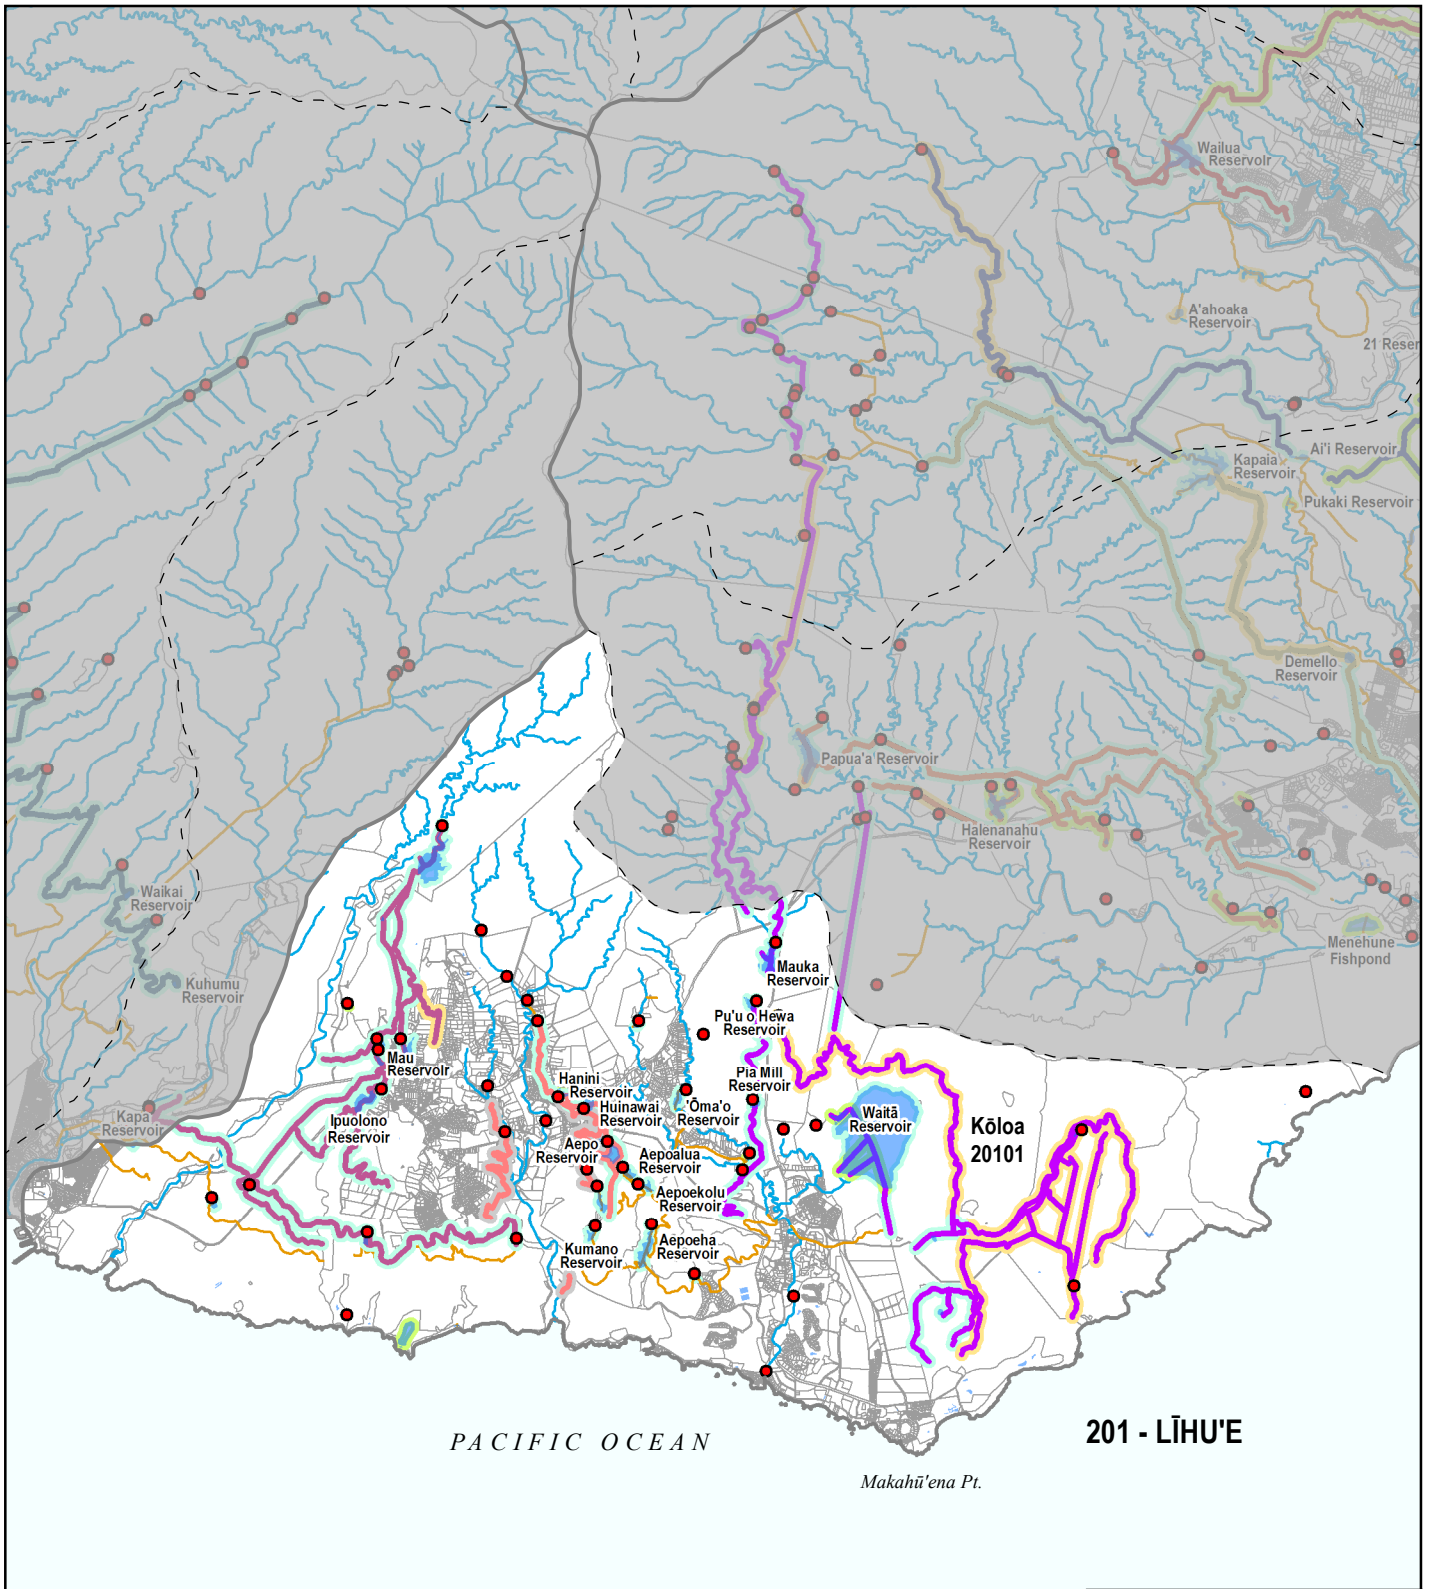 Wailua
Reservoir
A'ahoaka
Reservoir
21 Reser
Ai'i Reservoir
Kapaia
Reservoir
Pukaki Reservoir
Demello
Reservoir
Papua'a Reservoir
Halenanahu
Reservoir
Waikai
Reservoir
Menehune
Fishpond
Kuhumu
Reservoir
Mauka
Reservoir
Pu'u o Hewa
Reservoir
Mau
Reservoir
Pia Mill
Reservoir
Hanini
Reservoir
Huinawai
Reservoir
'Ōma'o
Reservoir
Waitā
Reservoir
Kapa
Reservoir
Ipuolono
Reservoir
Kōloa
20101
Aepo
Reservoir
Aepoalua
Reservoir
Aepoekolu
Reservoir
Aepoeha
Reservoir
Kumano
Reservoir
PACIFIC OCEAN
201 - LĪHU'E
Makahū'ena Pt.